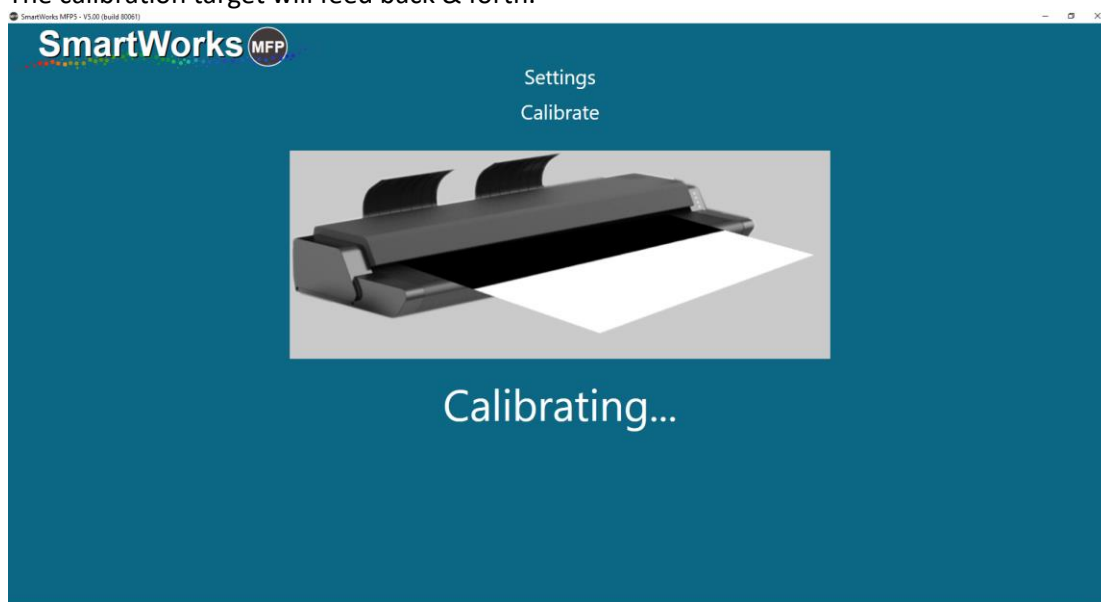 The calibration target will feed back & forth.
SmartWorks MFP5 - V5.00 (build 80061)
SmartWorks MFP
Settings
Calibrate
Calibrating...